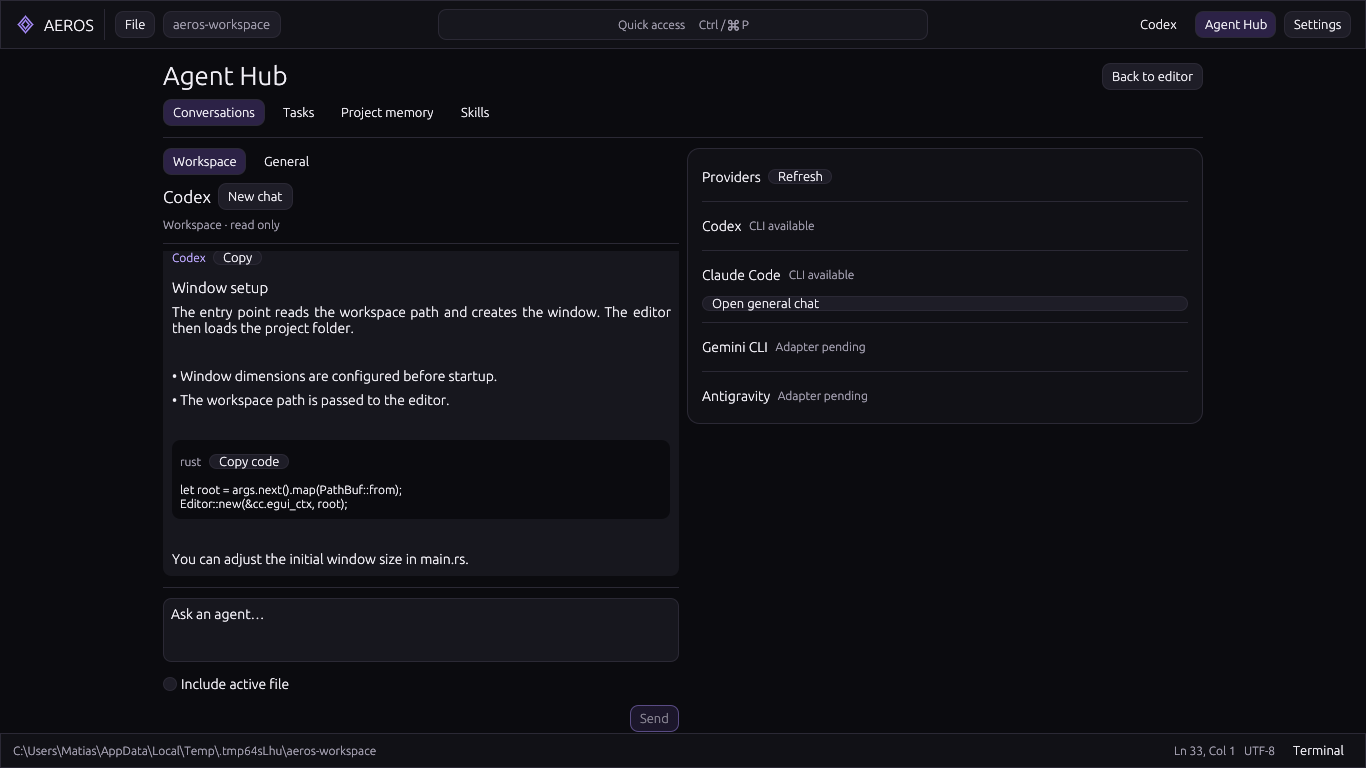 AEROS File aeros-workspace Quick access Ctrl/⌘P Codex Agent Hub Settings
Agent Hub
Back to editor
Conversations Tasks Project memory Skills
Workspace General
Codex New chat
Workspace · read only
Codex Copy
Window setup
The entry point reads the workspace path and creates the window. The editor
then loads the project folder.
• Window dimensions are configured before startup.
• The workspace path is passed to the editor.
rust Copy code
let root = args.next().map(PathBuf::from);
Editor::new(&cc.egui_ctx, root);
You can adjust the initial window size in main.rs.
Ask an agent…
Include active file
Send
Providers Refresh
Codex CLI available
Claude Code CLI available
Open general chat
Gemini CLI Adapter pending
Antigravity Adapter pending
C:\Users\Matias\AppData\Local\Temp\.tmp64sLhu\aeros-workspace
Ln 33, Col 1 UTF-8 Terminal